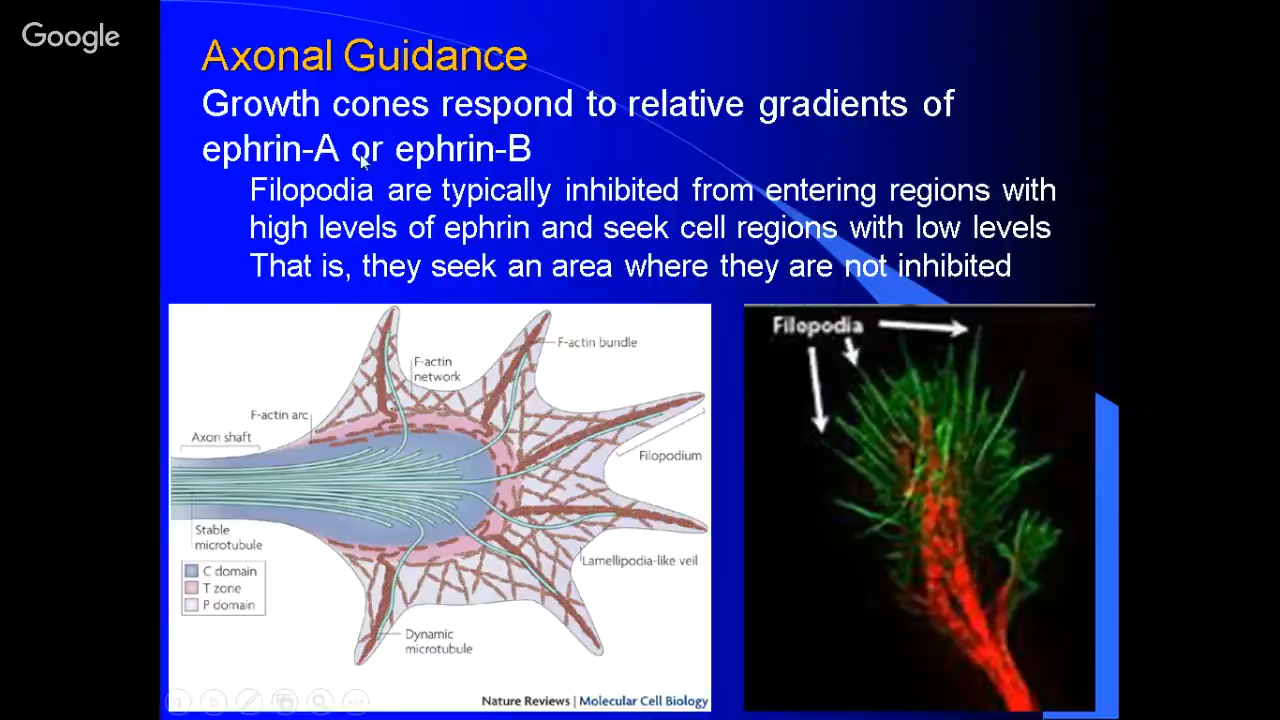 Google
Axonal Guidance
Growth cones respond to relative gradients of
ephrin-A or ephrin-B
Filopodia are typically inhibited from entering regions with
high levels of ephrin and seek cell regions with low levels
That is, they seek an area where they are not inhibited
F-actin bundle
F-actin
network
F-actin arc
Axon shaft
Filopodium
Stable
microtubule
Lamellipodia-like veil
C domain
T zone
P domain
Dynamic
microtubule
Nature Reviews | Molecular Cell Biology
Filopodia